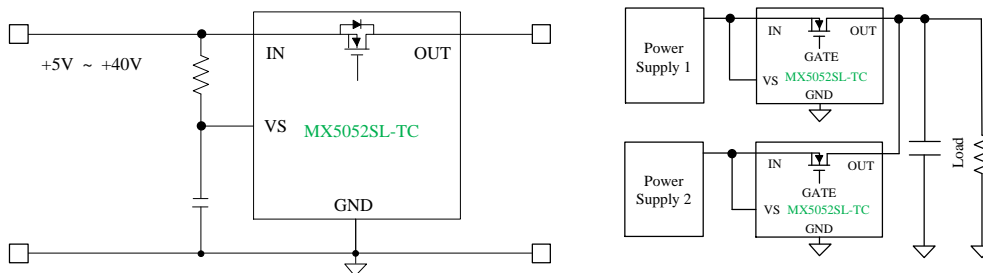 +5V ~ +40V
IN
OUT
VS
MX5052SL-TC
GND
Power
Supply 1
IN
OUT
GATE
VS
MX5052SL-TC
GND
Power
Supply 2
IN
OUT
GATE
VS
MX5052SL-TC
GND
Load